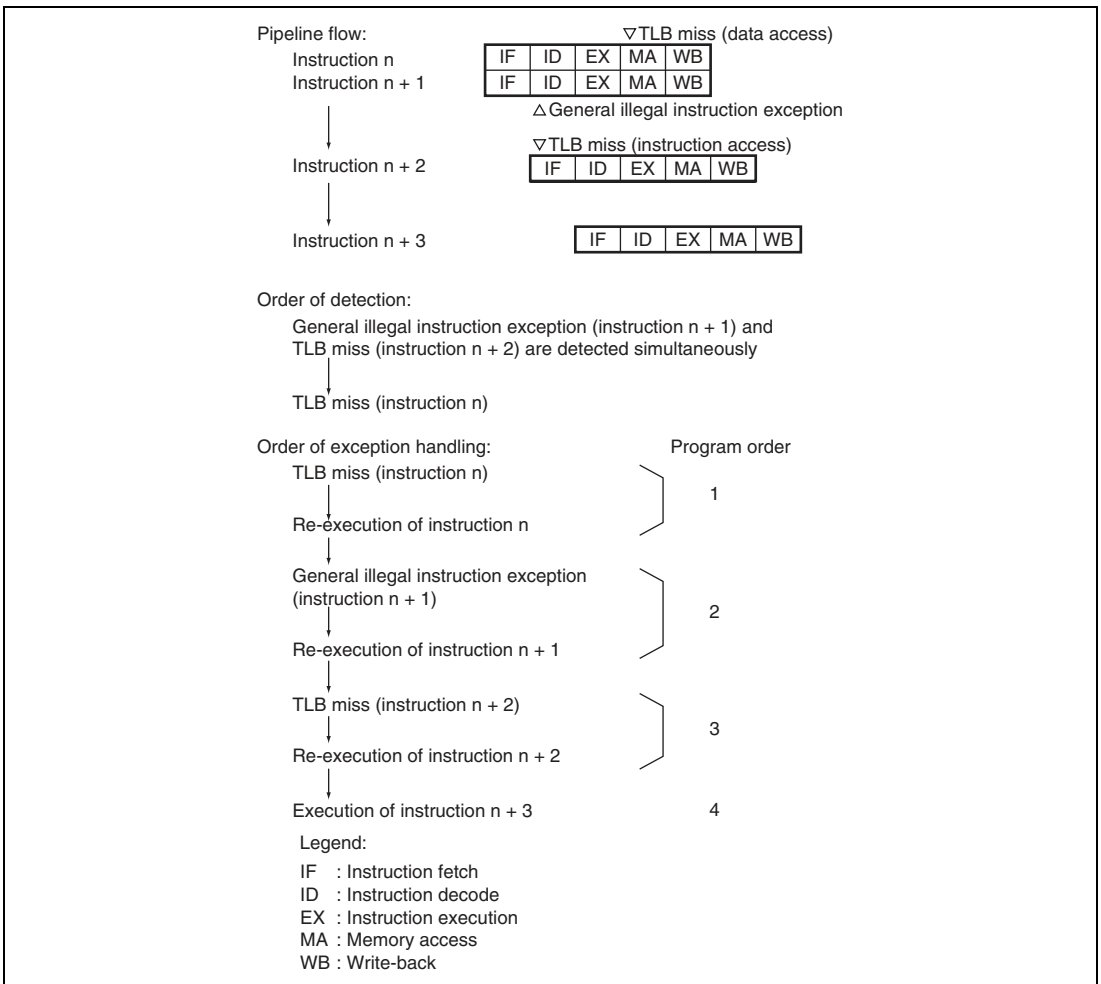 Pipeline flow:
▽TLB miss (data access)
Instruction n
IF ID EX MA WB
Instruction n + 1
IF ID EX MA WB
△General illegal instruction exception
▽TLB miss (instruction access)
Instruction n + 2
IF ID EX MA WB
Instruction n + 3
IF ID EX MA WB
Order of detection:
General illegal instruction exception (instruction n + 1) and
TLB miss (instruction n + 2) are detected simultaneously
TLB miss (instruction n)
Order of exception handling:
Program order
TLB miss (instruction n)
1
Re-execution of instruction n
General illegal instruction exception
(instruction n + 1)
2
Re-execution of instruction n + 1
TLB miss (instruction n + 2)
3
Re-execution of instruction n + 2
Execution of instruction n + 3
4
Legend:
IF : Instruction fetch
ID : Instruction decode
EX : Instruction execution
MA : Memory access
WB : Write-back